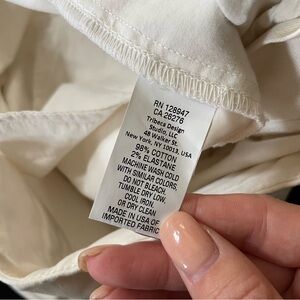 RN 128947
CA 26276
Tribeca Design
Studio, LLC
48 Walker St.
New York, NY 10013, USA
98% COTTON
2% ELASTANE
MACHINE WASH COLD
WITH SIMILAR COLORS,
DO NOT BLEACH.
TUMBLE DRY LOW.
COOL IRON
OR DRY CLEAN
MADE IN USA OF
IMPORTED FABRIC